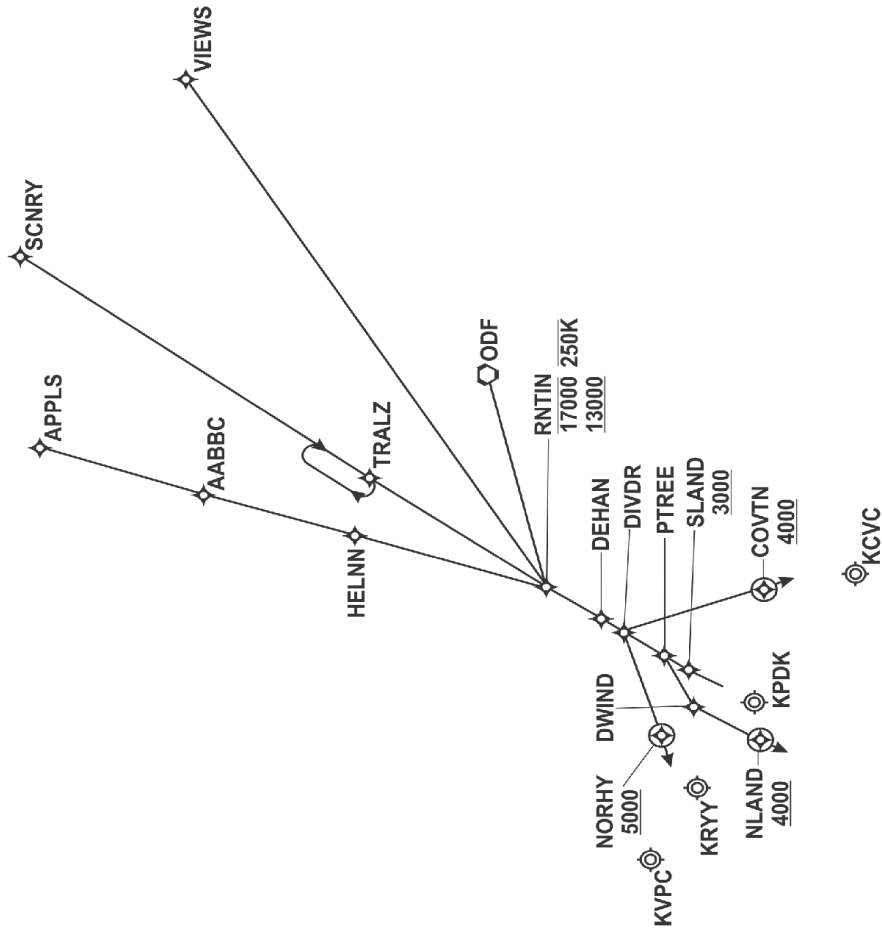 SCNRY
APPLS
VIEWS
AABBC
HELNN
TRALZ
ODF
RNTIN
17000 250K
13000
DEHAN
DWIND
NORHY
5000
DIVDR
KVPC
PTREE
SLAND
3000
KRYY
NLAND
4000
COVTN
4000
KPDK
KCVC